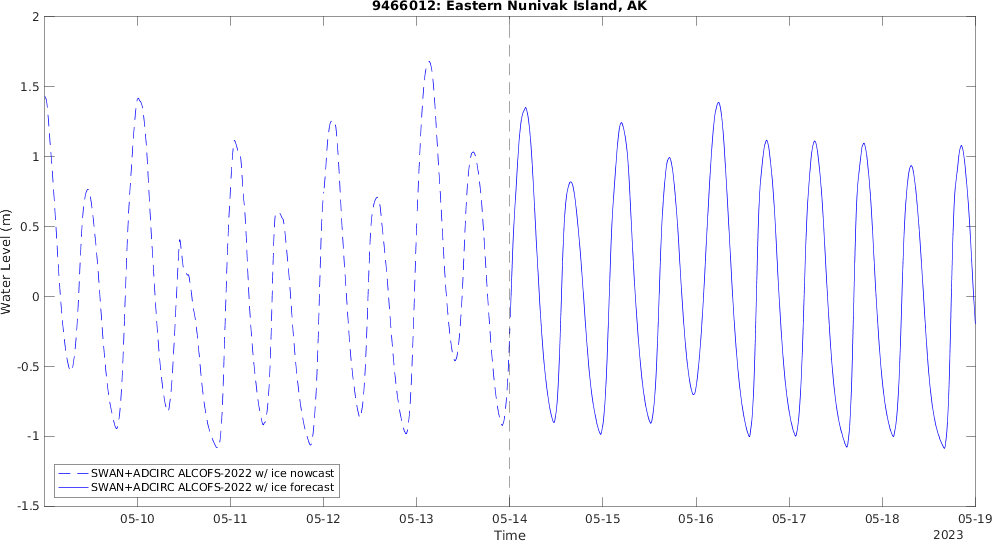 9466012: Eastern Nunivak Island, AK
Water Level (m)
2
1.5
1
0.5
0
-0.5
-1
-1.5
SWAN+ADCIRC ALCOFS-2022 w/ ice nowcast
SWAN+ADCIRC ALCOFS-2022 w/ ice forecast
05-10 05-11 05-12 05-13 05-14 05-15 05-16 05-17 05-18 05-19
Time
2023